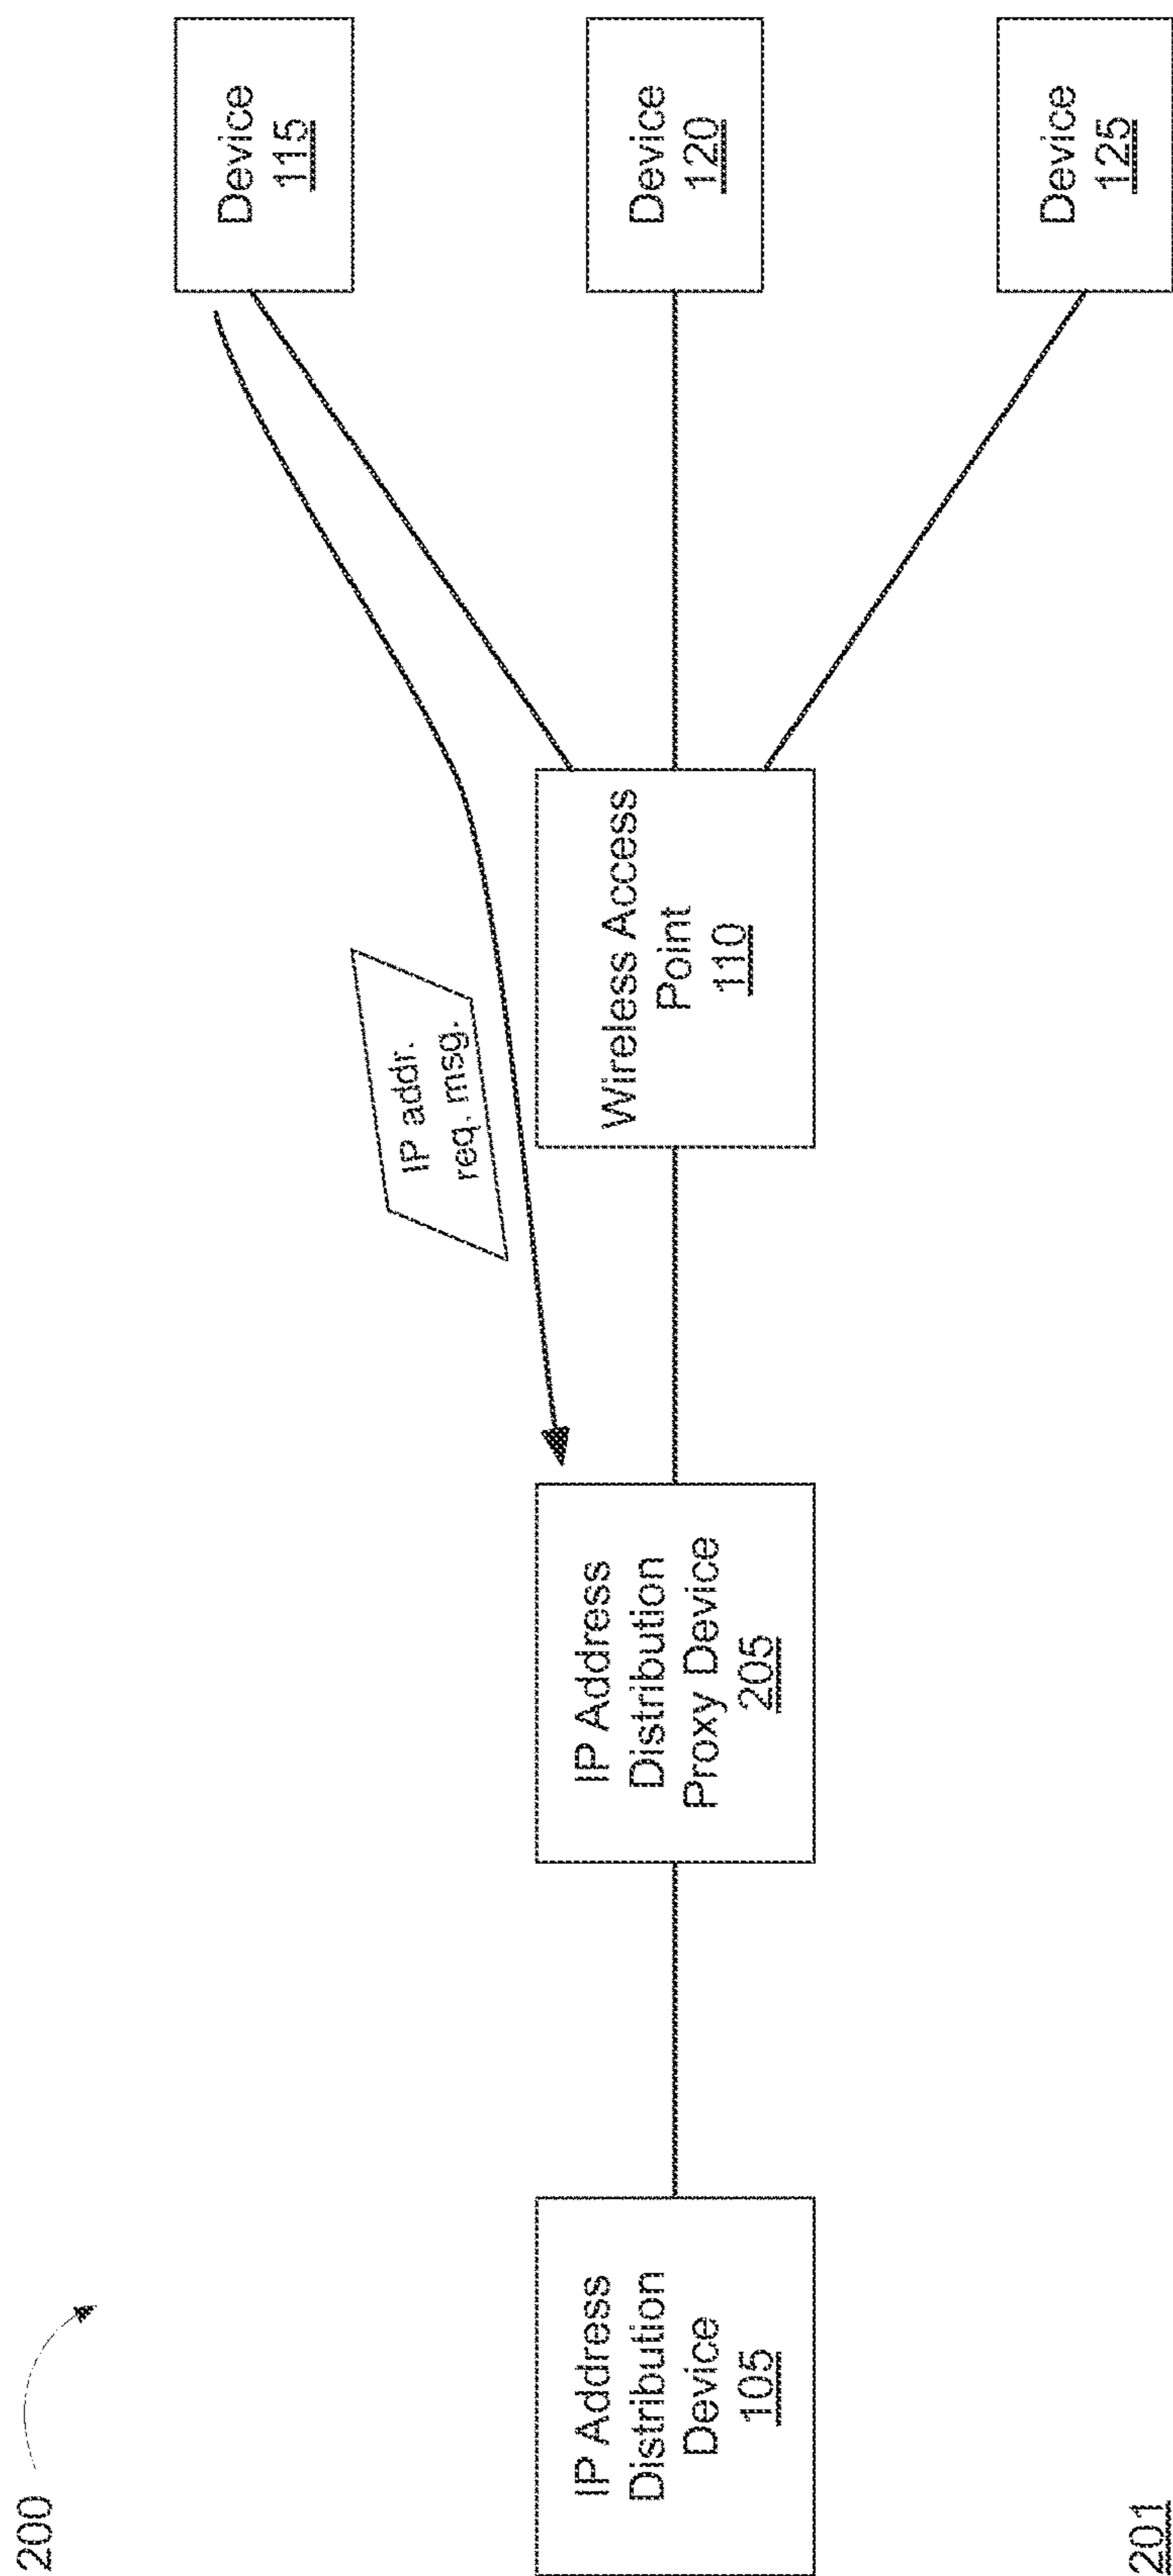 200
IP Address
Distribution
Device
105
IP Address
Distribution
Proxy Device
205
IP addr.
req. msg.
Wireless Access
Point
110
Device
115
Device
120
Device
125
201